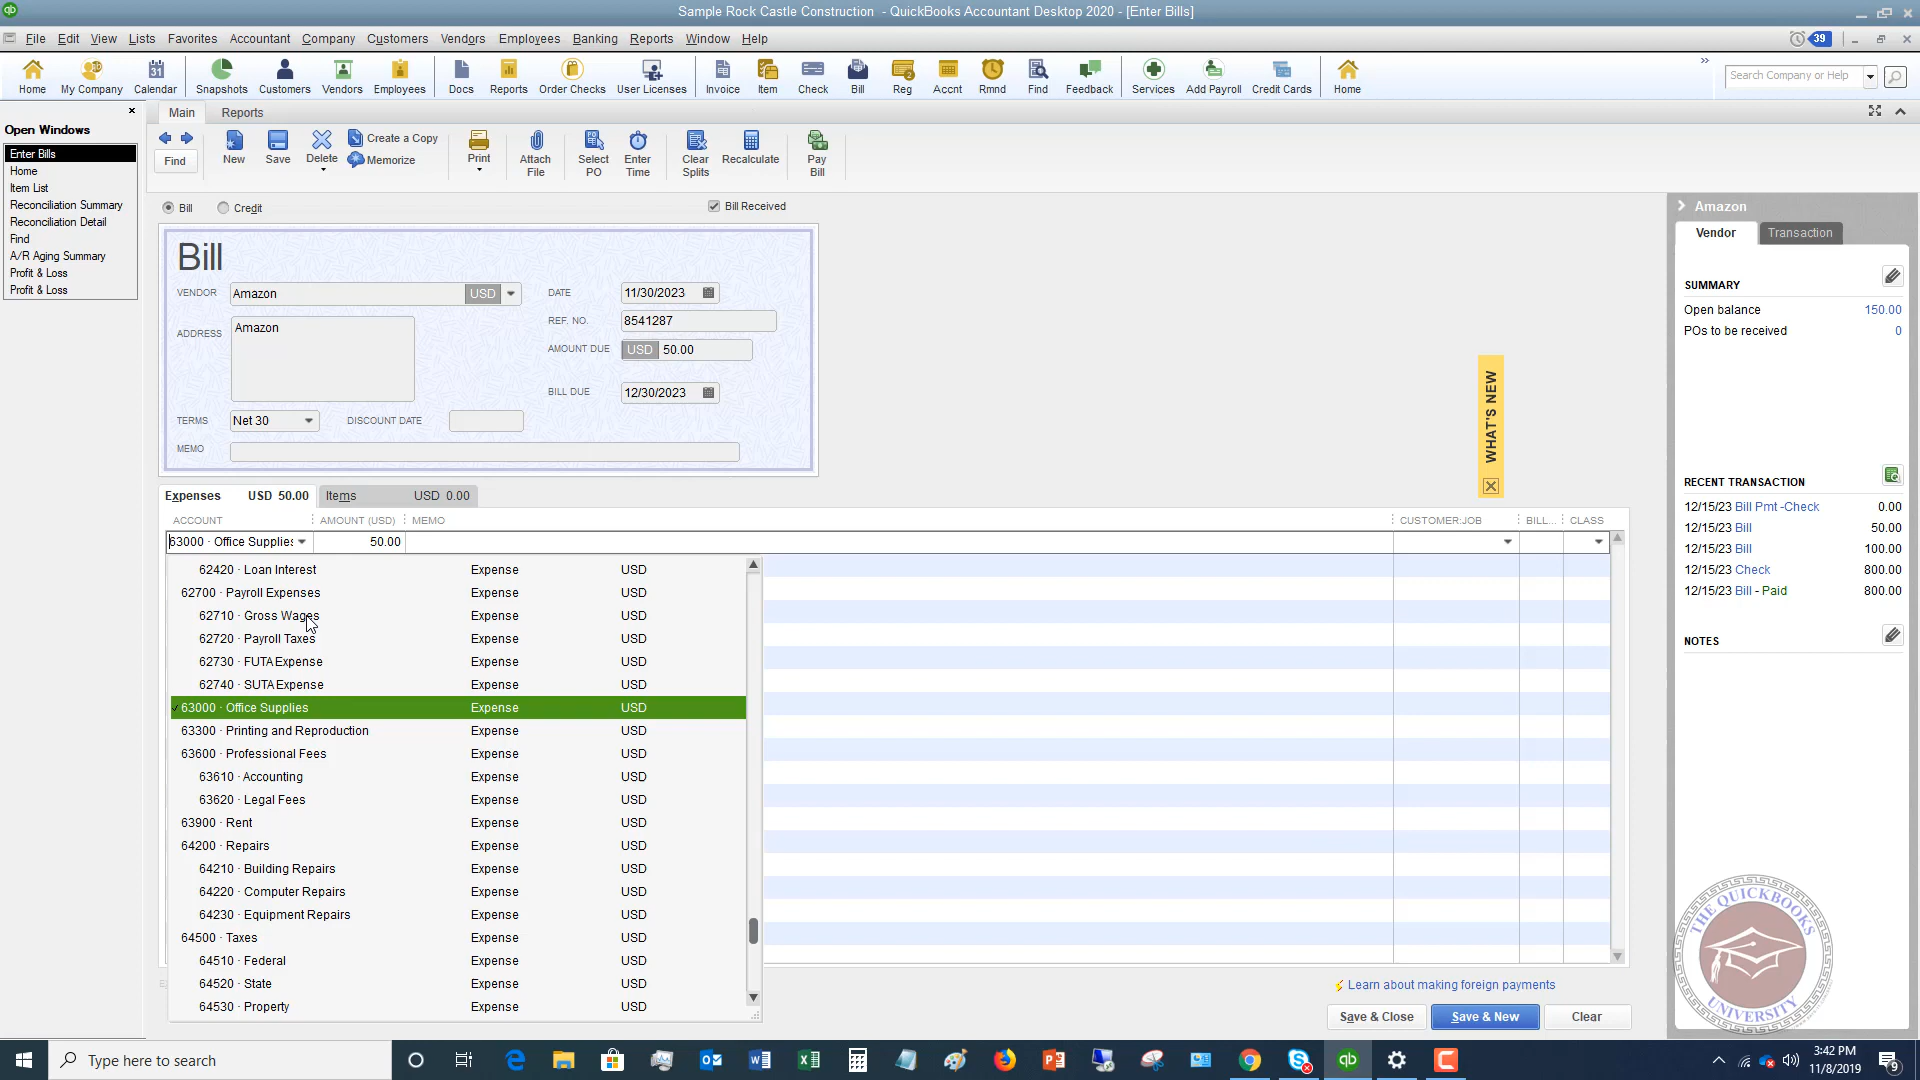 Sample Rock Castle Construction - QuickBooks Accountant Desktop 2020 - [Enter Bills]
File Edit View Lists Favorites Accountant Company Customers Vendors Employees Banking Reports Window Help
39
Home My Company Calendar Snapshots Customers Vendors Employees Docs Reports Order Checks User Licenses Invoice Item Check Bill Reg Accnt Rmnd Find Feedback Services Add Payroll Credit Cards Home
Search Company or Help
Open Windows
Enter Bills
Home
Item List
Reconciliation Summary
Reconciliation Detail
Find
A/R Aging Summary
Profit & Loss
Profit & Loss
Main Reports
Find
New
Save
Delete
Create a Copy
Memorize
Print
Attach File
Select PO
Enter Time
Clear Splits
Recalculate
Pay Bill
Bill Credit Bill Received
Bill
VENDOR Amazon USD
ADDRESS Amazon
TERMS Net 30 DISCOUNT DATE
MEMO
DATE 11/30/2023
REF. NO. 8541287
AMOUNT DUE USD 50.00
BILL DUE 12/30/2023
WHAT'S NEW
Expenses USD 50.00 Items USD 0.00
ACCOUNT AMOUNT (USD) MEMO CUSTOMER:JOB BILL... CLASS
63000 · Office Supplies 50.00
62420 · Loan Interest Expense USD
62700 · Payroll Expenses Expense USD
62710 · Gross Wages Expense USD
62720 · Payroll Taxes Expense USD
62730 · FUTA Expense Expense USD
62740 · SUTA Expense Expense USD
63000 · Office Supplies Expense USD
63300 · Printing and Reproduction Expense USD
63600 · Professional Fees Expense USD
63610 · Accounting Expense USD
63620 · Legal Fees Expense USD
63900 · Rent Expense USD
64200 · Repairs Expense USD
64210 · Building Repairs Expense USD
64220 · Computer Repairs Expense USD
64230 · Equipment Repairs Expense USD
64500 · Taxes Expense USD
64510 · Federal Expense USD
64520 · State Expense USD
64530 · Property Expense USD
Learn about making foreign payments
Save & Close Save & New Clear
Amazon
Vendor Transaction
SUMMARY
Open balance 150.00
POs to be received 0
RECENT TRANSACTION
12/15/23 Bill Pmt -Check 0.00
12/15/23 Bill 50.00
12/15/23 Bill 100.00
12/15/23 Check 800.00
12/15/23 Bill - Paid 800.00
NOTES
THE QUICKBOOKS
UNIVERSITY
Type here to search
3:42 PM
11/8/2019
9